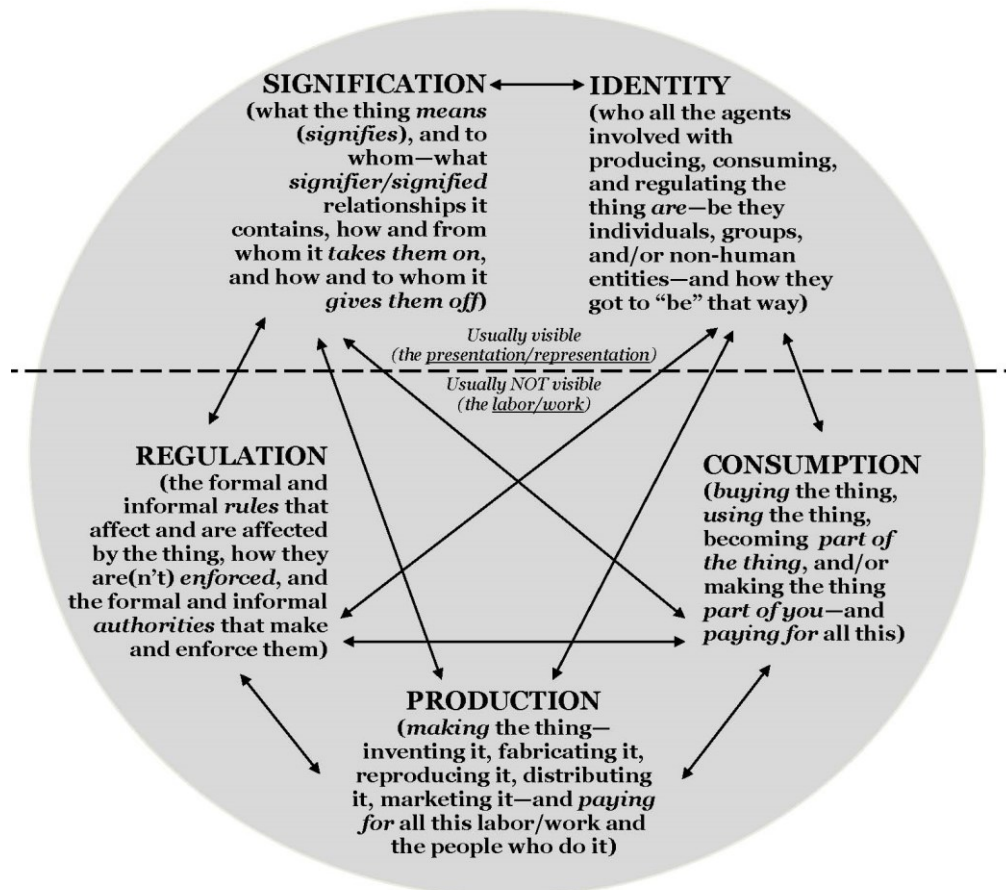 SIGNIFICATION
(what the thing means
(signifies), and to
whom—what
signifier/signified
relationships it
contains, how and from
whom it takes them on,
and how and to whom it
gives them off)
IDENTITY
(who all the agents
involved with
producing, consuming,
and regulating the
thing are—be they
individuals, groups,
and/or non-human
entities—and how they
got to “be” that way)
Usually visible
(the presentation/representation)
Usually NOT visible
(the labor/work)
REGULATION
(the formal and
informal rules that
affect and are affected
by the thing, how they
are(n’t) enforced, and
the formal and informal
authorities that make
and enforce them)
CONSUMPTION
(buying the thing,
using the thing,
becoming part of
the thing, and/or
making the thing
part of you—and
paying for all this)
PRODUCTION
(making the thing—
inventing it, fabricating it,
reproducing it, distributing
it, marketing it—and paying
for all this labor/work and
the people who do it)